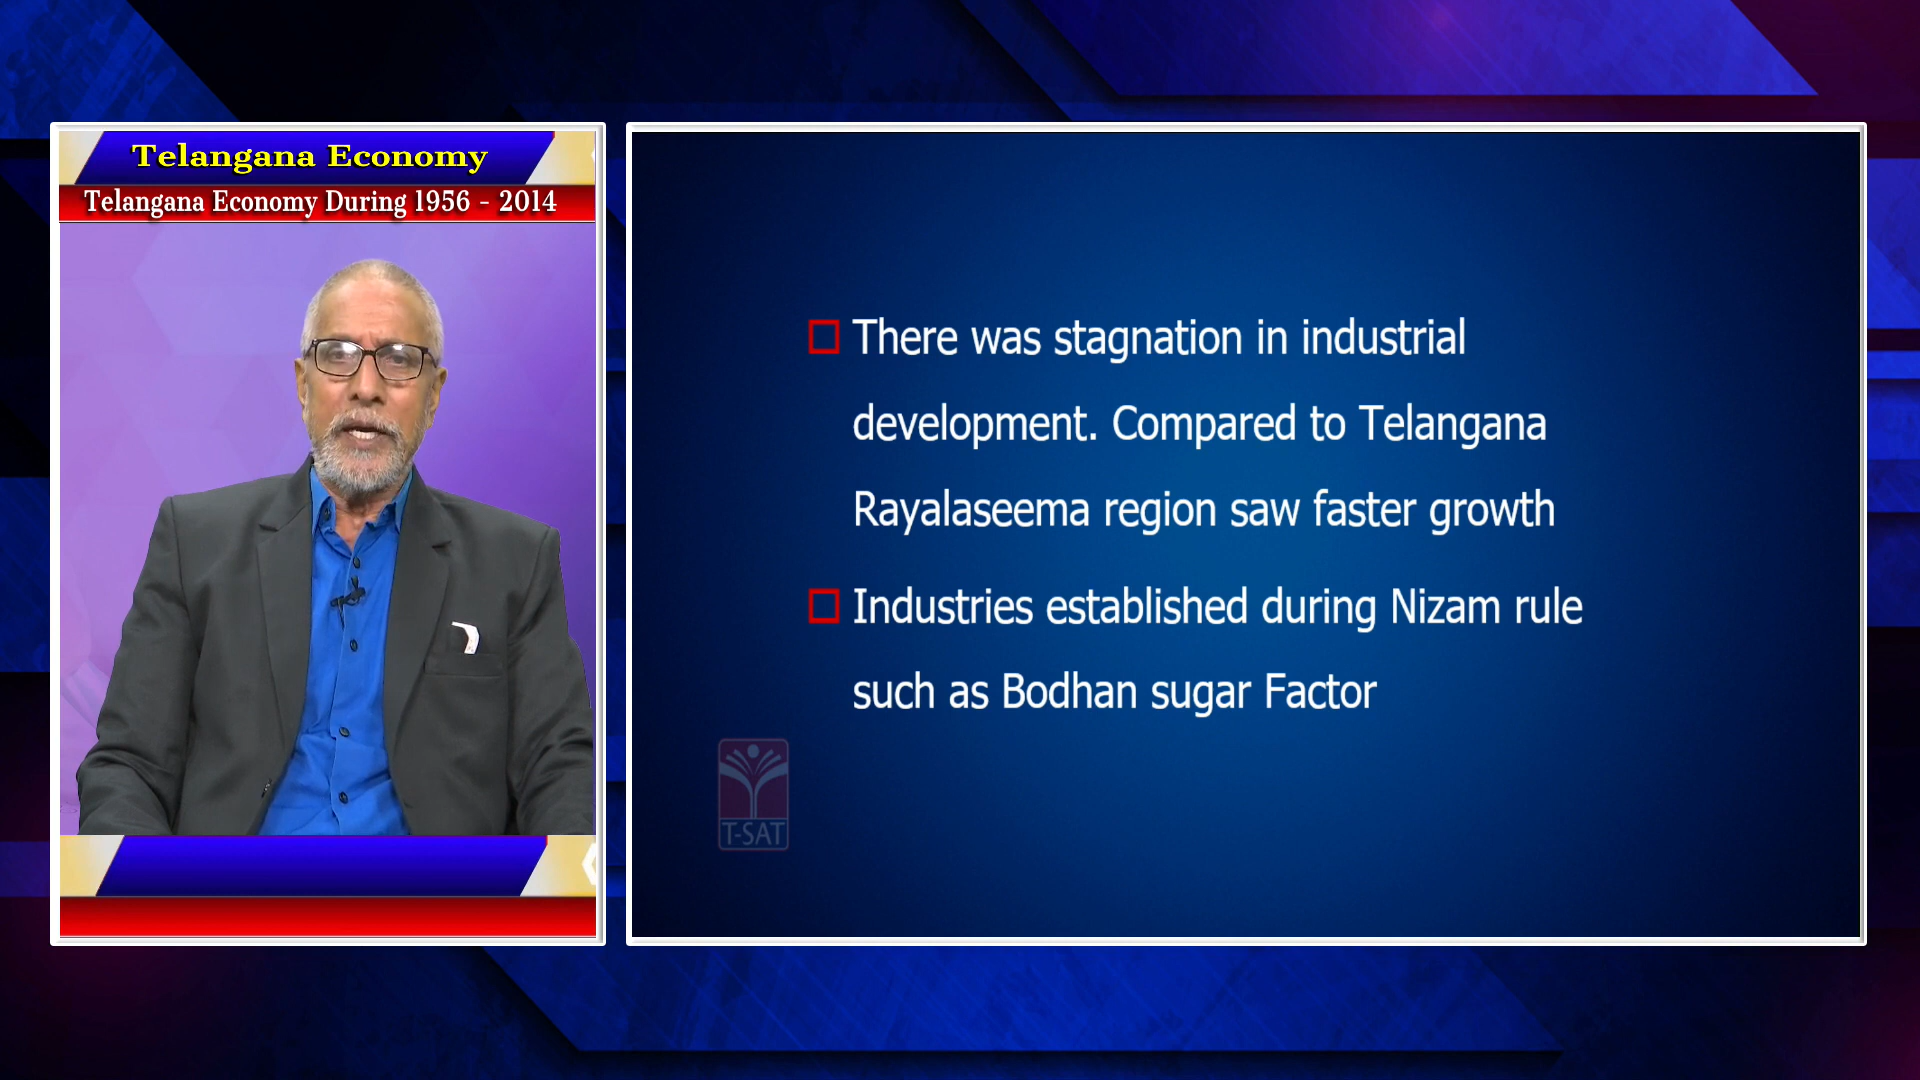 Telangana Economy
Telangana Economy During 1956 - 2014
There was stagnation in industrial
development. Compared to Telangana
Rayalaseema region saw faster growth
Industries established during Nizam rule
such as Bodhan sugar Factor
T-SAT